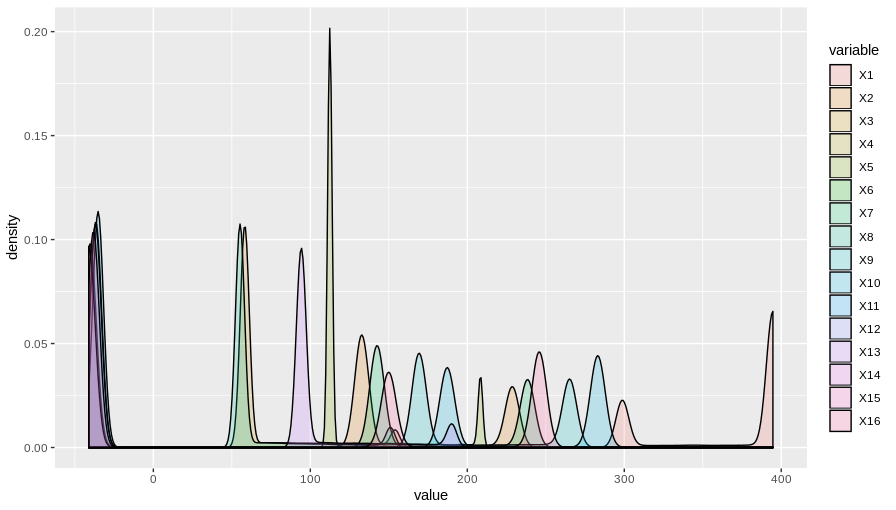 0.20
0.15
0.10
0.05
0.00
density
0
100
200
300
400
value
variable
X1
X2
X3
X4
X5
X6
X7
X8
X9
X10
X11
X12
X13
X14
X15
X16